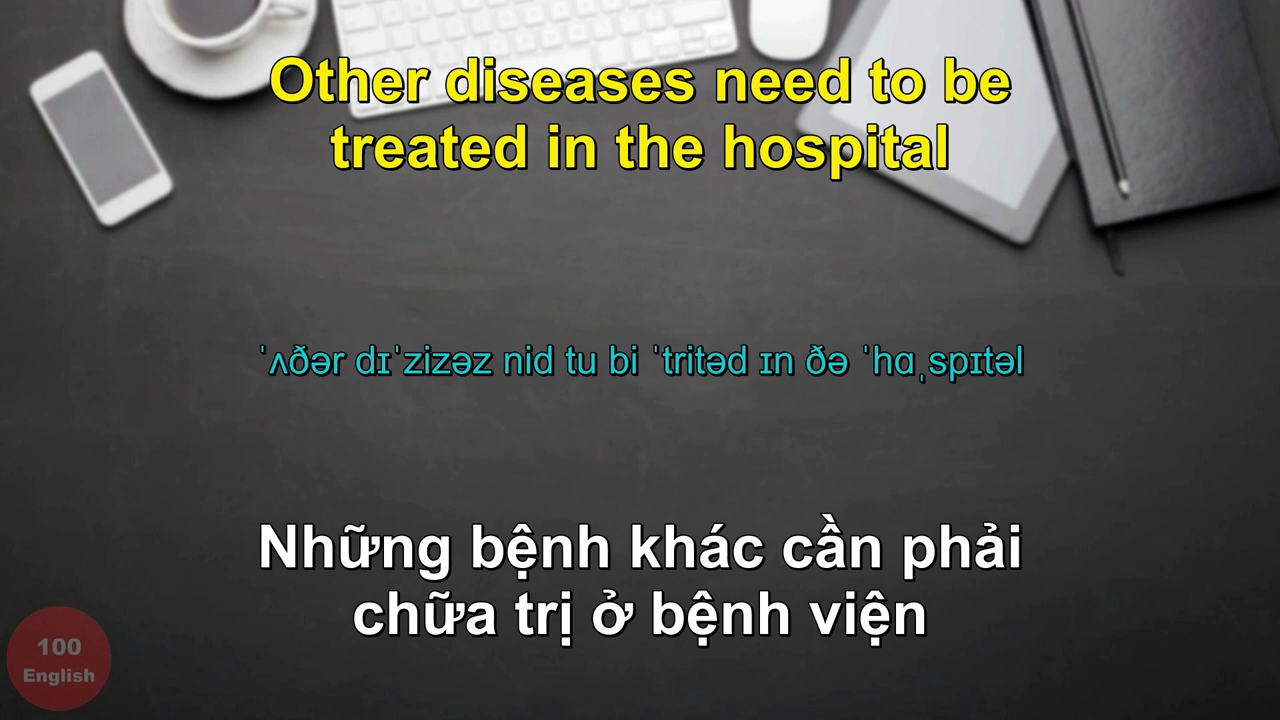 Other diseases need to be
treated in the hospital
ˈʌðər dɪˈzizəz nid tu bi ˈtritəd ɪn ðə ˈhɑˌspɪtəl
Những bệnh khác cần phải
chữa trị ở bệnh viện
100
English